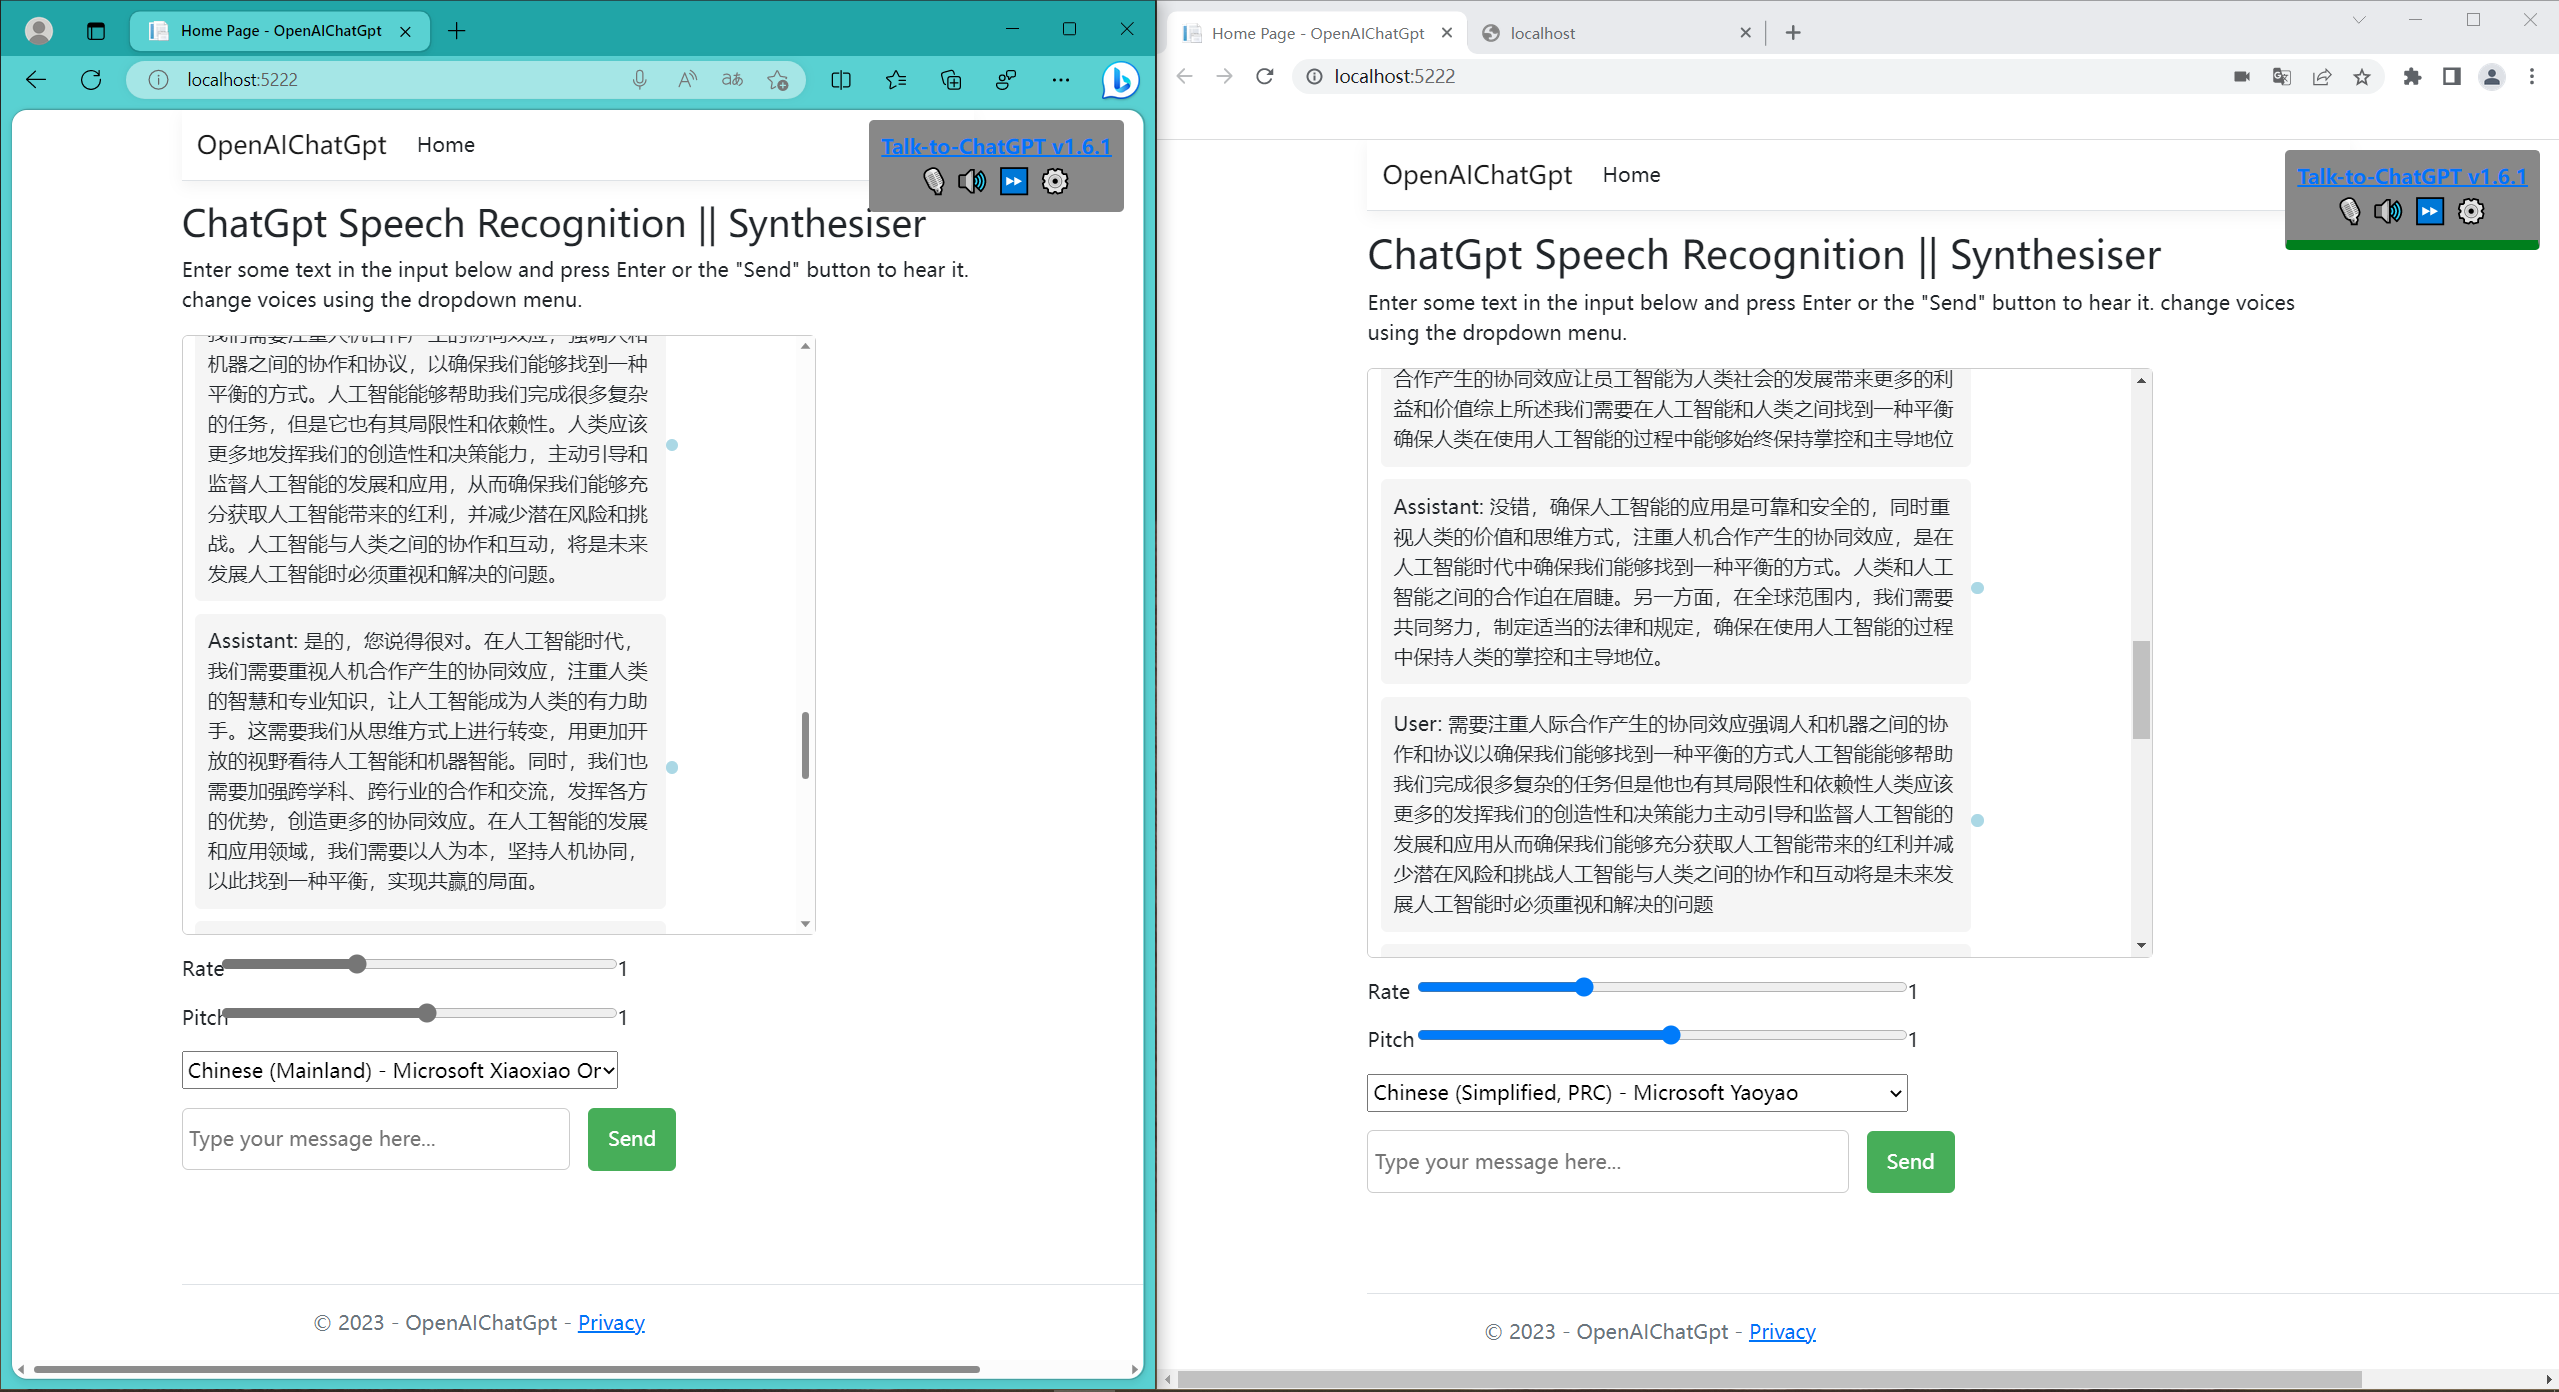 Home Page - OpenAIChatGpt
localhost:5222
OpenAIChatGpt
Home
Talk-to-ChatGPT v1.6.1
ChatGpt Speech Recognition || Synthesiser
Enter some text in the input below and press Enter or the "Send" button to hear it.
change voices using the dropdown menu.
我们需要注重人机合作产生的协同效应，强调人和
机器之间的协作和协议，以确保我们能够找到一种
平衡的方式。人工智能能够帮助我们完成很多复杂
的任务，但是它也有其局限性和依赖性。人类应该
更多地发挥我们的创造性和决策能力，主动引导和
监督人工智能的发展和应用，从而确保我们能够充
分获取人工智能带来的红利，并减少潜在风险和挑
战。人工智能与人类之间的协作和互动，将是未来
发展人工智能时必须重视和解决的问题。
Assistant: 是的，您说得很对。在人工智能时代，
我们需要重视人机合作产生的协同效应，注重人类
的智慧和专业知识，让人工智能成为人类的有力助
手。这需要我们从思维方式上进行转变，用更加开
放的视野看待人工智能和机器智能。同时，我们也
需要加强跨学科、跨行业的合作和交流，发挥各方
的优势，创造更多的协同效应。在人工智能的发展
和应用领域，我们需要以人为本，坚持人机协同，
以此找到一种平衡，实现共赢的局面。
Rate 1
Pitch 1
Chinese (Mainland) - Microsoft Xiaoxiao Or
Type your message here...
Send
© 2023 - OpenAIChatGpt - Privacy
Home Page - OpenAIChatGpt
localhost
localhost:5222
OpenAIChatGpt
Home
Talk-to-ChatGPT v1.6.1
ChatGpt Speech Recognition || Synthesiser
Enter some text in the input below and press Enter or the "Send" button to hear it. change voices
using the dropdown menu.
合作产生的协同效应让员工智能为人类社会的发展带来更多的利
益和价值综上所述我们需要在人工智能和人类之间找到一种平衡
确保人类在使用人工智能的过程中能够始终保持掌控和主导地位
Assistant: 没错，确保人工智能的应用是可靠和安全的，同时重
视人类的价值和思维方式，注重人机合作产生的协同效应，是在
人工智能时代中确保我们能够找到一种平衡的方式。人类和人工
智能之间的合作迫在眉睫。另一方面，在全球范围内，我们需要
共同努力，制定适当的法律和规定，确保在使用人工智能的过程
中保持人类的掌控和主导地位。
User: 需要注重人际合作产生的协同效应强调人和机器之间的协
作和协议以确保我们能够找到一种平衡的方式人工智能能够帮助
我们完成很多复杂的任务但是他也有其局限性和依赖性人类应该
更多的发挥我们的创造性和决策能力主动引导和监督人工智能的
发展和应用从而确保我们能够充分获取人工智能带来的红利并减
少潜在风险和挑战人工智能与人类之间的协作和互动将是未来发
展人工智能时必须重视和解决的问题
Rate 1
Pitch 1
Chinese (Simplified, PRC) - Microsoft Yaoyao
Type your message here...
Send
© 2023 - OpenAIChatGpt - Privacy